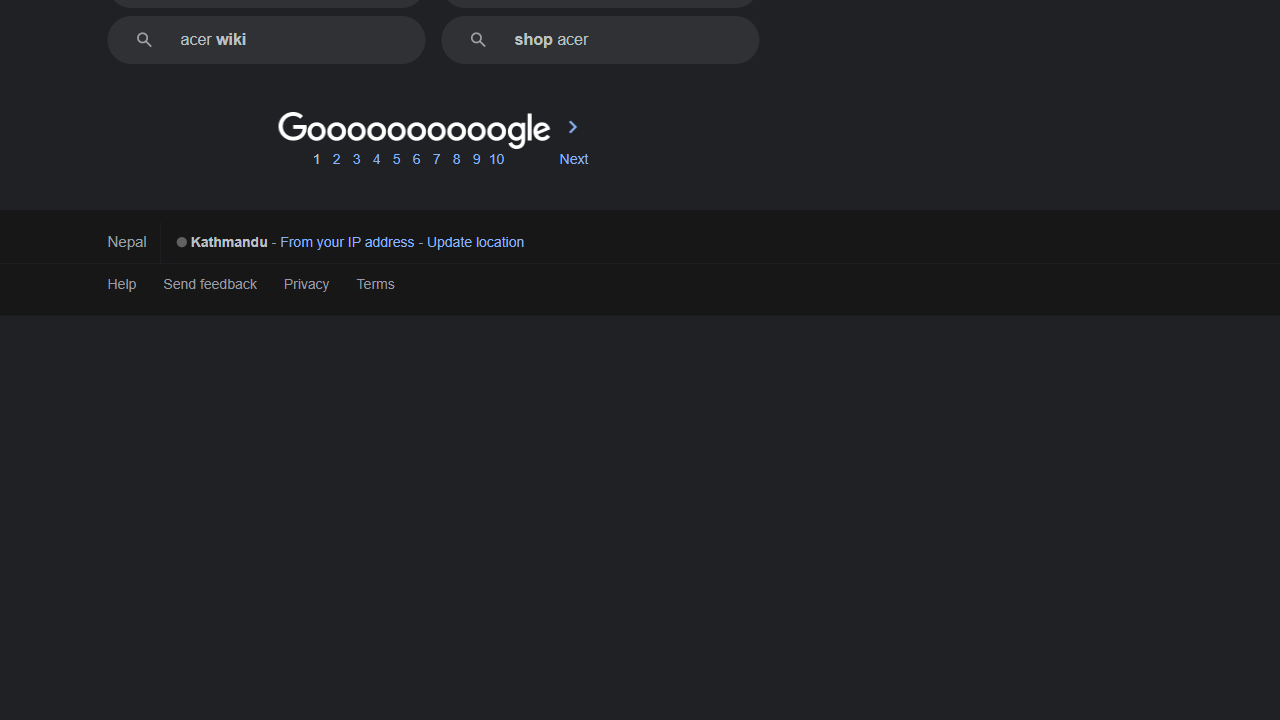 acer wiki
shop acer
Goooooooooogle
1 2 3 4 5 6 7 8 9 10 Next
Nepal
Kathmandu - From your IP address - Update location
Help Send feedback Privacy Terms